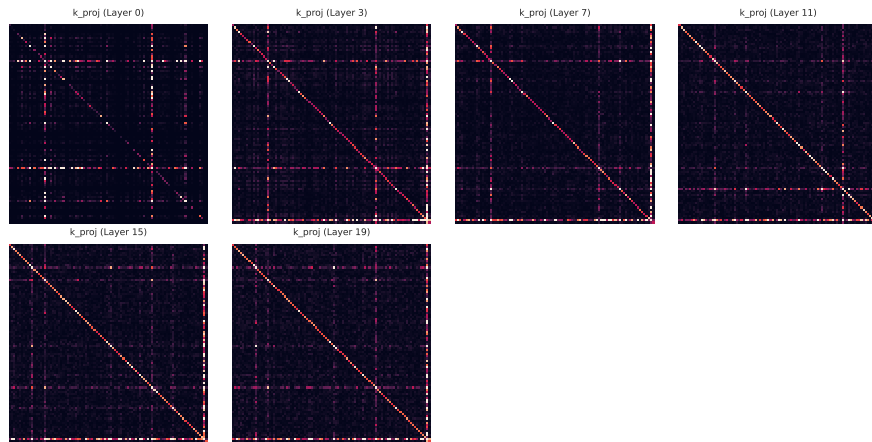 k_proj (Layer 0)
k_proj (Layer 3)
k_proj (Layer 7)
k_proj (Layer 11)
k_proj (Layer 15)
k_proj (Layer 19)